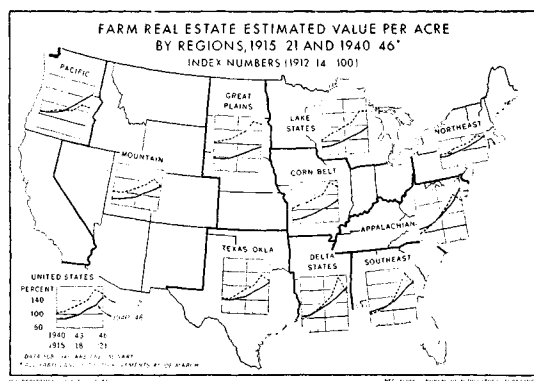 FARM REAL ESTATE ESTIMATED VALUE PER ACRE
BY REGIONS, 1915 21 AND 1940 46*
INDEX NUMBERS (1912 14 100)
PACIFIC
GREAT
PLAINS
LAKE
STATES
NORTHEAST
MOUNTAIN
CORN BELT
APPALACHIAN
TEXAS-OKLA
DELTA
STATES
SOUTHEAST
UNITED STATES
PERCENT
140
100
60
1940 43 46
1915 18 21